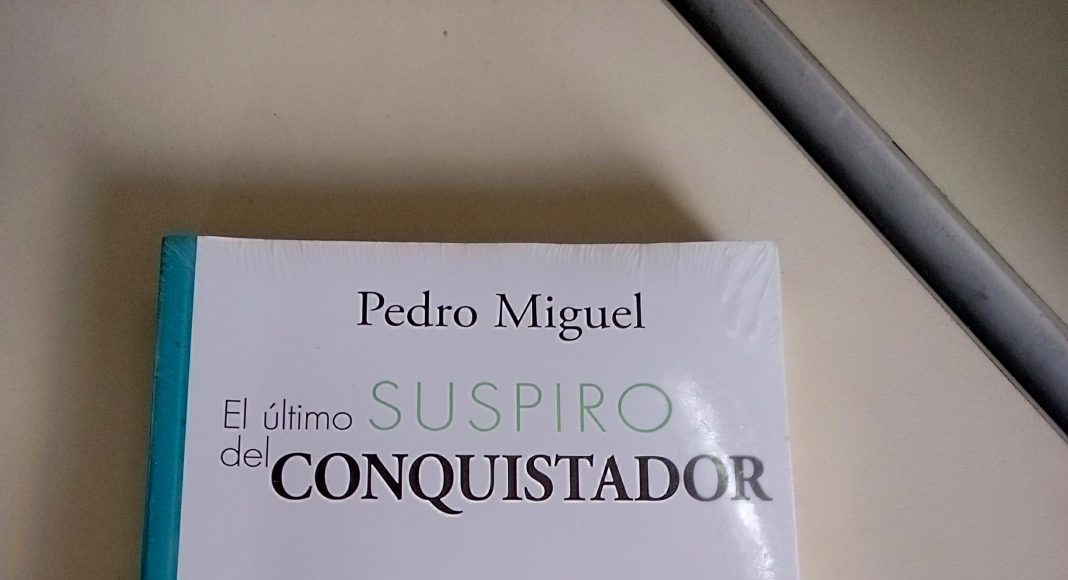 Pedro Miguel
El último SUSPIRO
del CONQUISTADOR